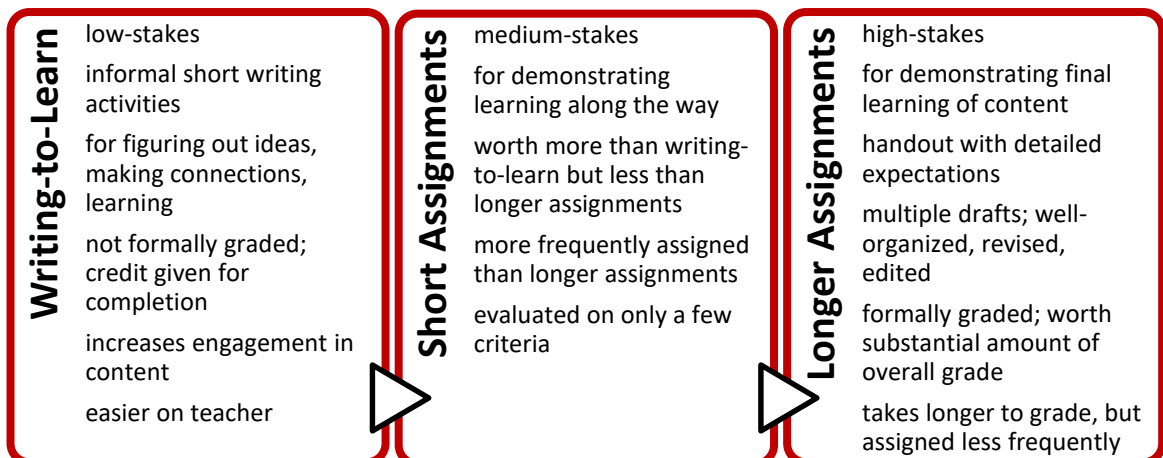 Writing-to-Learn
low-stakes
informal short writing
activities
for figuring out ideas,
making connections,
learning
not formally graded;
credit given for
completion
increases engagement in
content
easier on teacher
Short Assignments
medium-stakes
for demonstrating
learning along the way
worth more than writing-
to-learn but less than
longer assignments
more frequently assigned
than longer assignments
evaluated on only a few
criteria
Longer Assignments
high-stakes
for demonstrating final
learning of content
handout with detailed
expectations
multiple drafts; well-
organized, revised,
edited
formally graded; worth
substantial amount of
overall grade
takes longer to grade, but
assigned less frequently